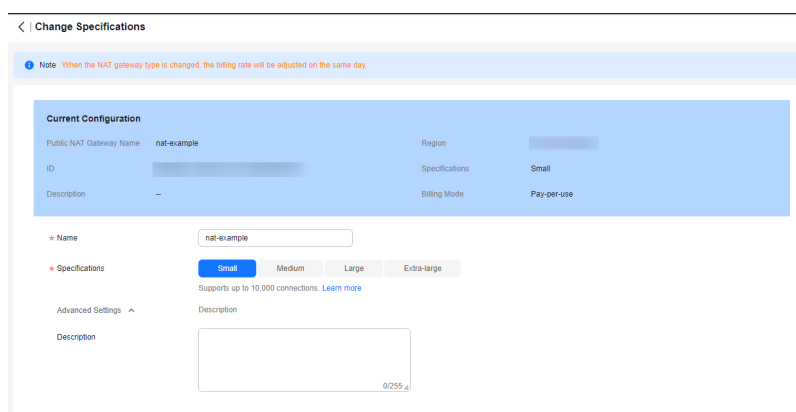 Change Specifications
Note When the NAT gateway type is changed, the billing rate will be adjusted on the same day.
Current Configuration
Public NAT Gateway Name nat-example Region
ID Specifications Small
Description -- Billing Mode Pay-per-use
* Name nat-example
* Specifications Small Medium Large Extra-large
Supports up to 10,000 connections. Learn more
Advanced Settings Description
Description
0/255